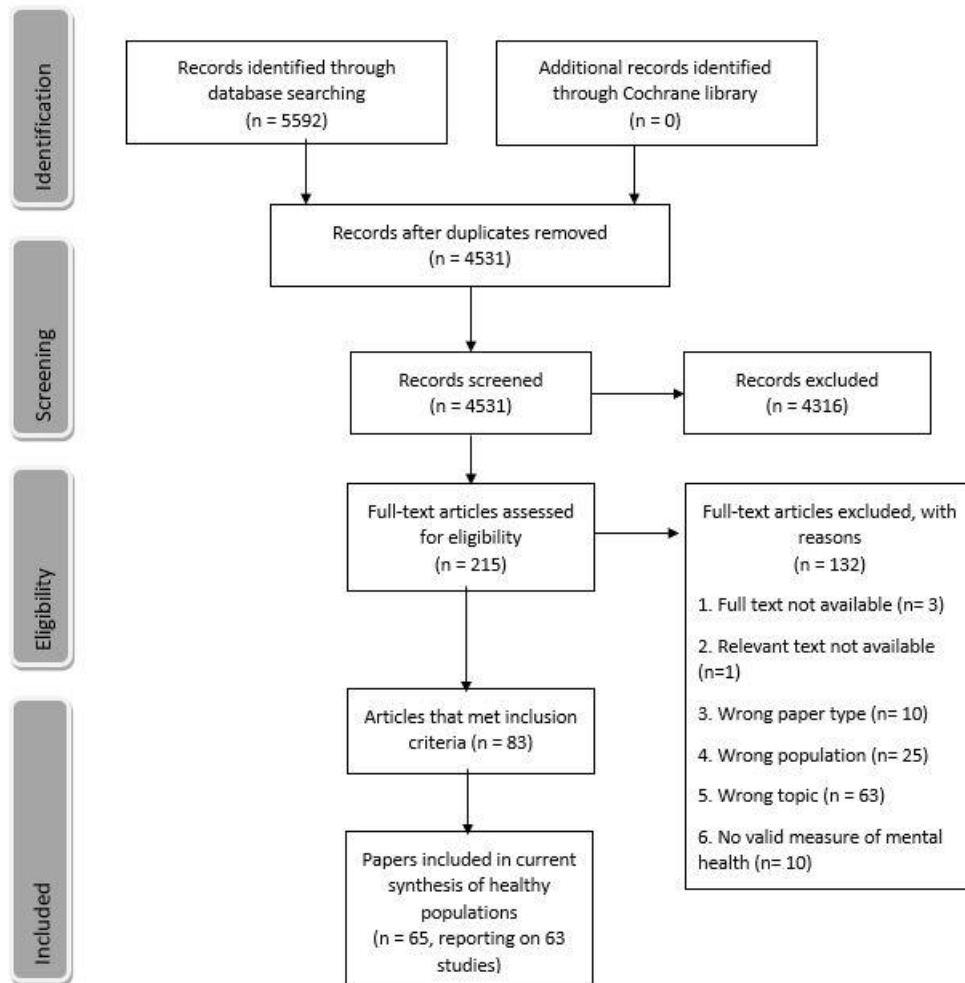 Identification
Records identified through
database searching
(n = 5592)
Additional records identified
through Cochrane library
(n = 0)
Records after duplicates removed
(n = 4531)
Screening
Records screened
(n = 4531)
Records excluded
(n = 4316)
Eligibility
Full-text articles assessed
for eligibility
(n = 215)
Full-text articles excluded, with
reasons
(n = 132)
1. Full text not available (n= 3)
2. Relevant text not available
(n=1)
3. Wrong paper type (n= 10)
4. Wrong population (n= 25)
5. Wrong topic (n = 63)
6. No valid measure of mental
health (n= 10)
Included
Articles that met inclusion
criteria (n = 83)
Papers included in current
synthesis of healthy
populations
(n = 65, reporting on 63
studies)